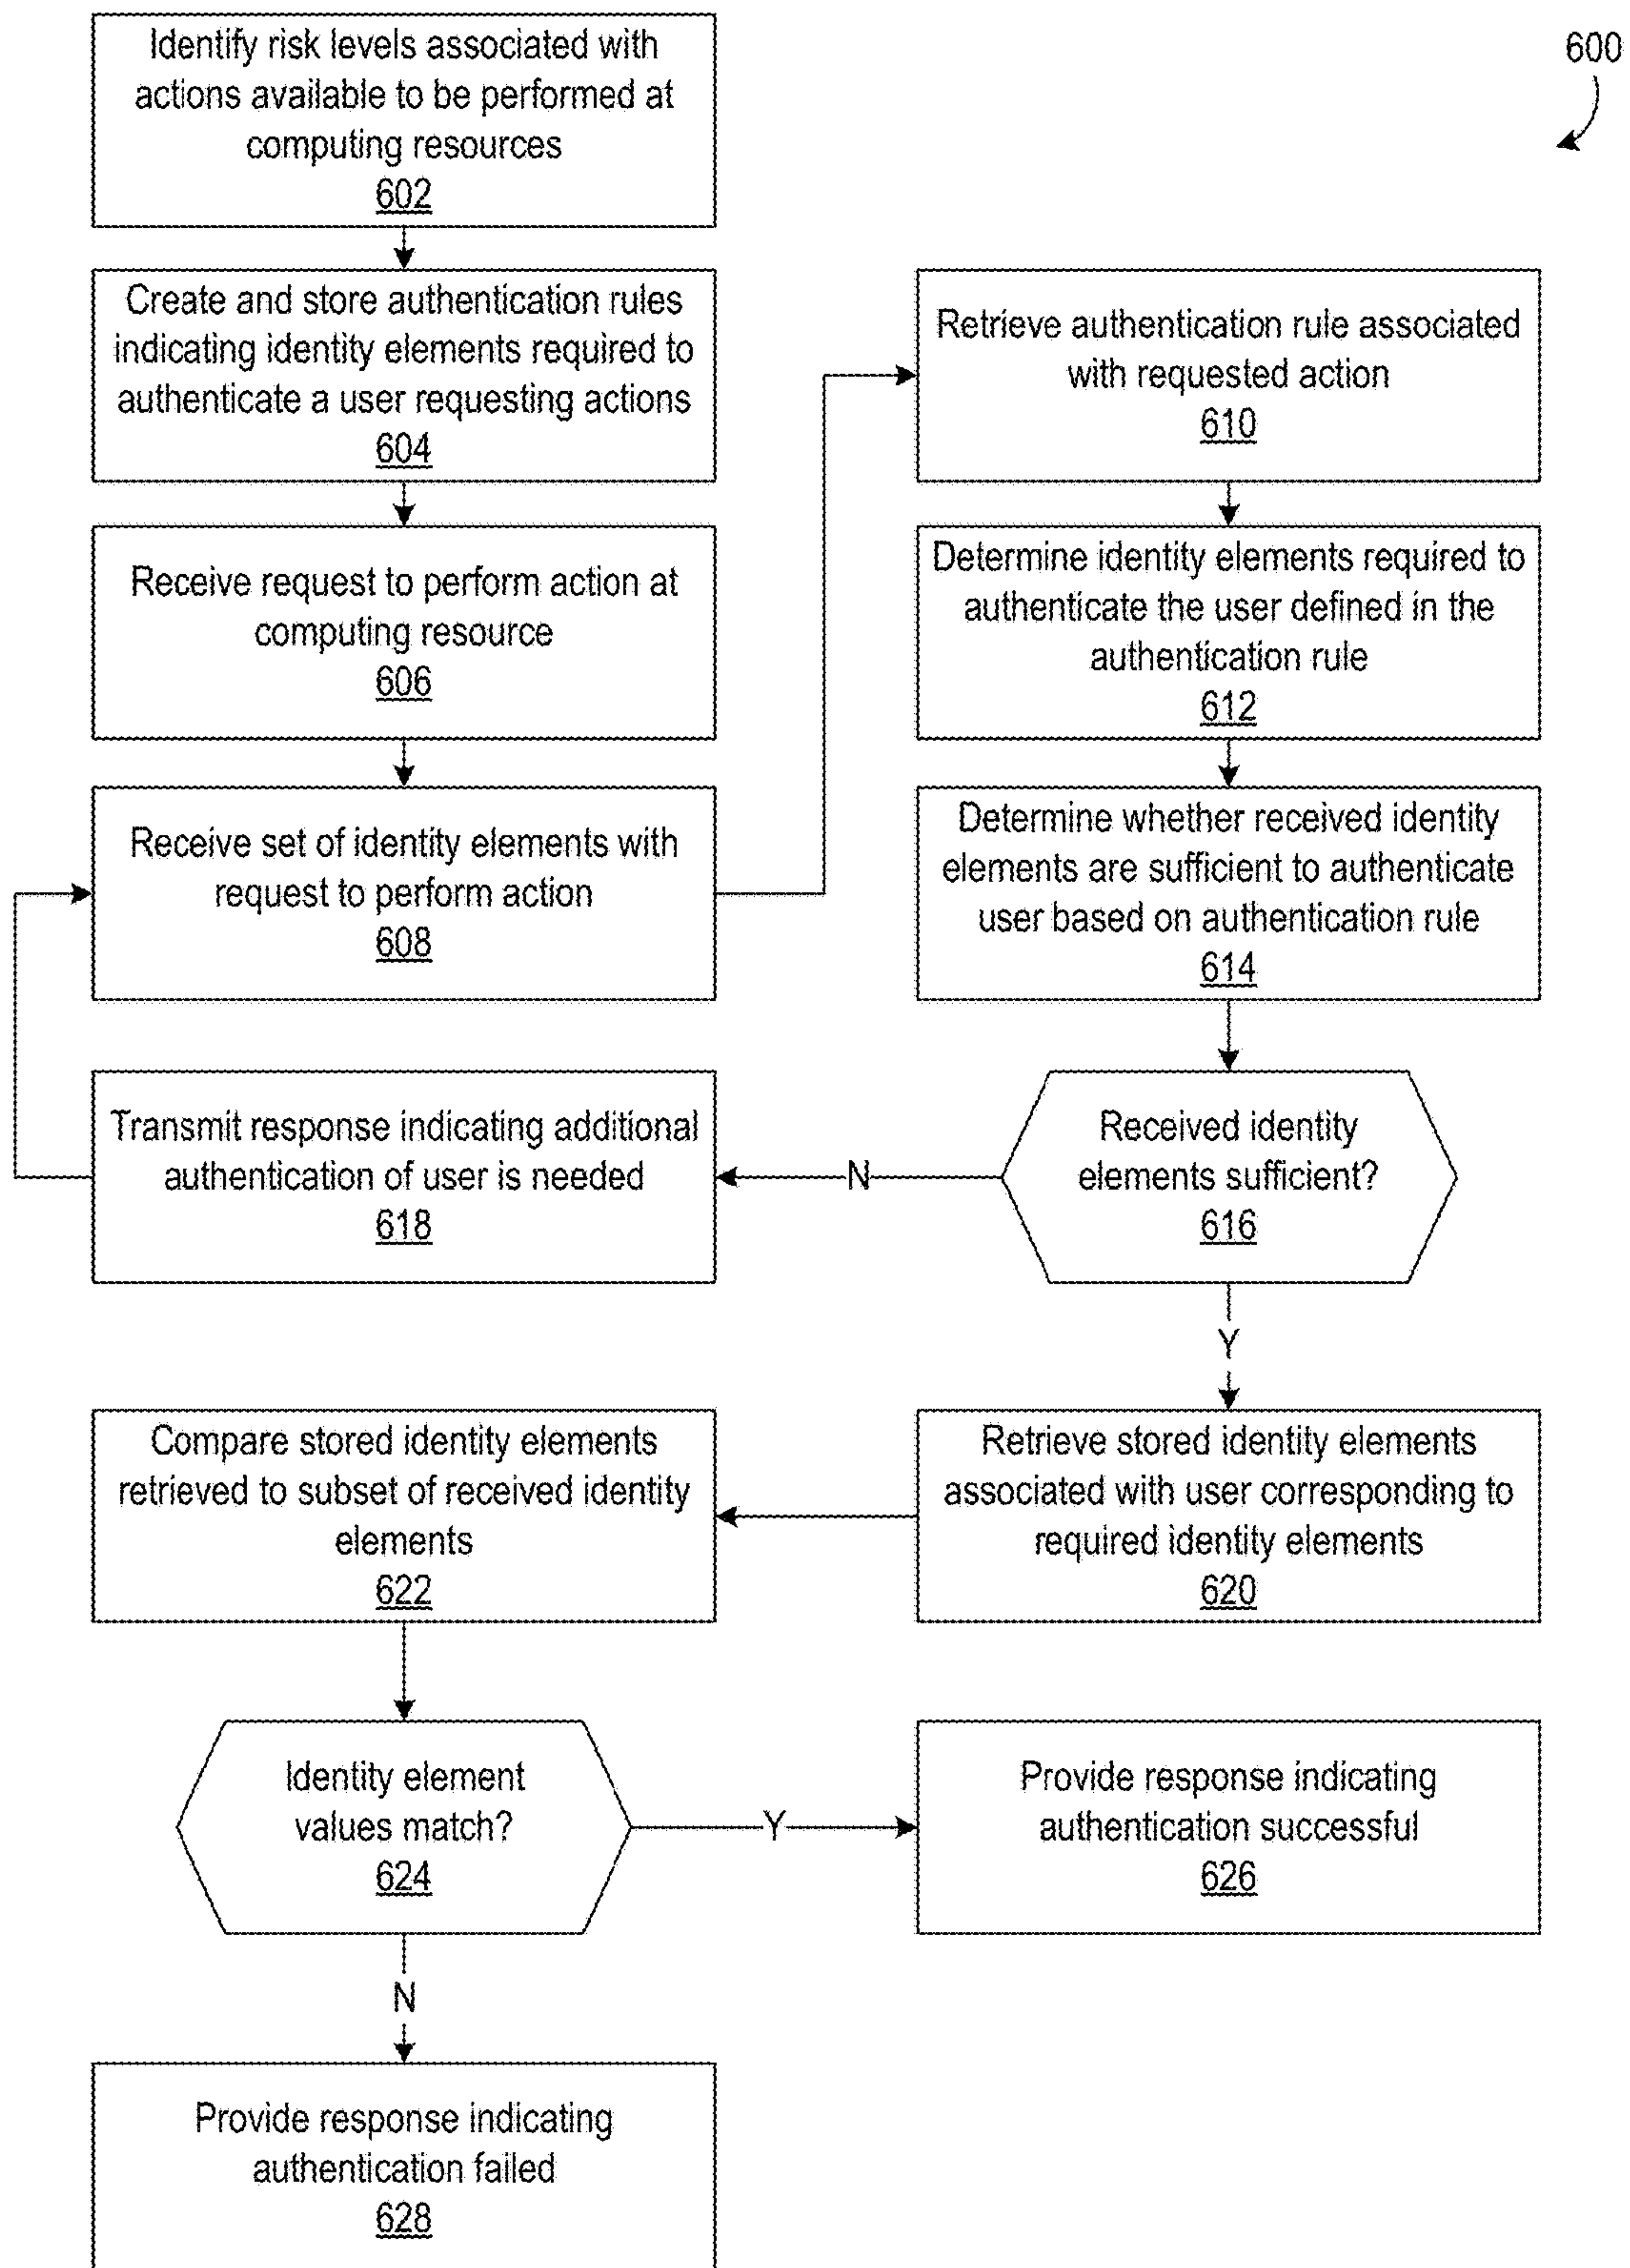 600
Identify risk levels associated with
actions available to be performed at
computing resources
602
Create and store authentication rules
indicating identity elements required to
authenticate a user requesting actions
604
Receive request to perform action at
computing resource
606
Receive set of identity elements with
request to perform action
608
Retrieve authentication rule associated
with requested action
610
Determine identity elements required to
authenticate the user defined in the
authentication rule
612
Determine whether received identity
elements are sufficient to authenticate
user based on authentication rule
614
Received identity
elements sufficient?
616
N
Transmit response indicating additional
authentication of user is needed
618
Y
Retrieve stored identity elements
associated with user corresponding to
required identity elements
620
Compare stored identity elements
retrieved to subset of received identity
elements
622
Identity element
values match?
624
Y
Provide response indicating
authentication successful
626
N
Provide response indicating
authentication failed
628